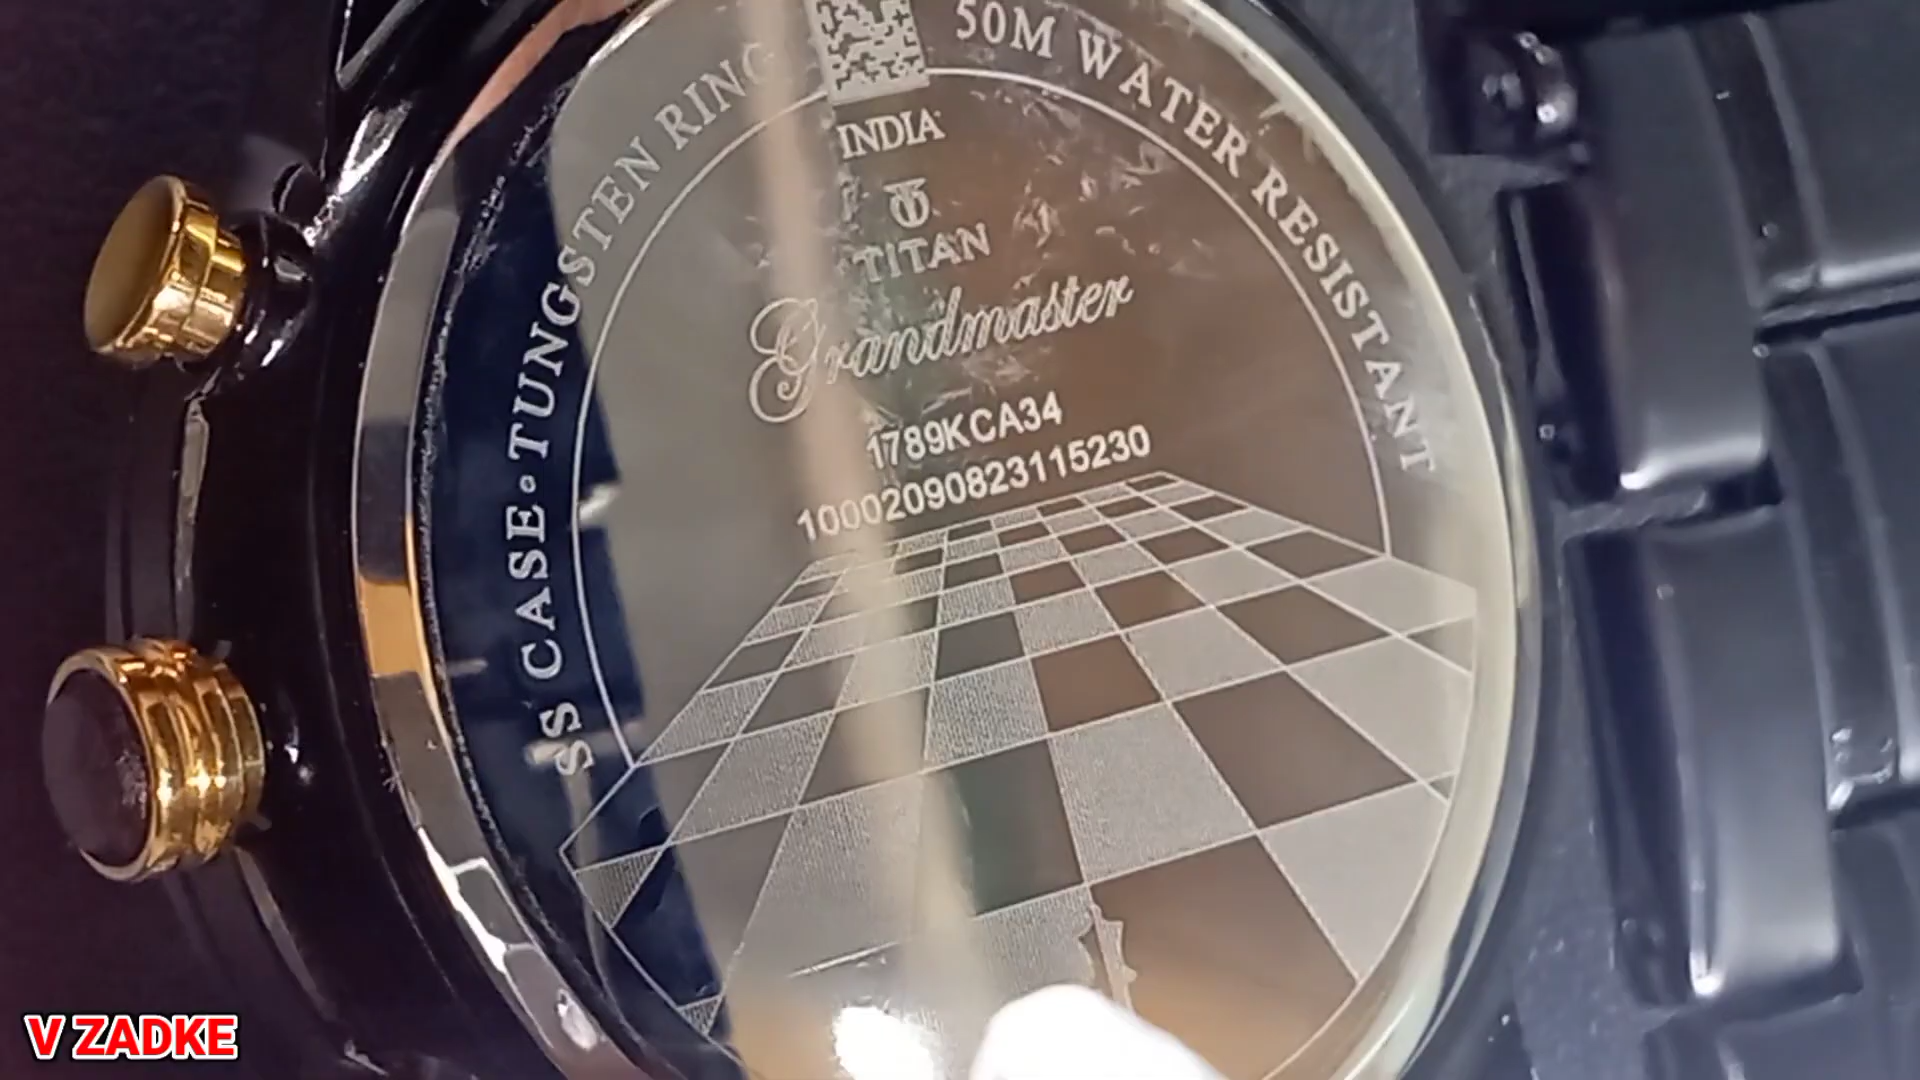 SS CASE • TUNGSTEN RING
50M WATER RESISTANT
INDIA
TITAN
Grandmaster
1789KCA34
10002090823115230
V ZADKE